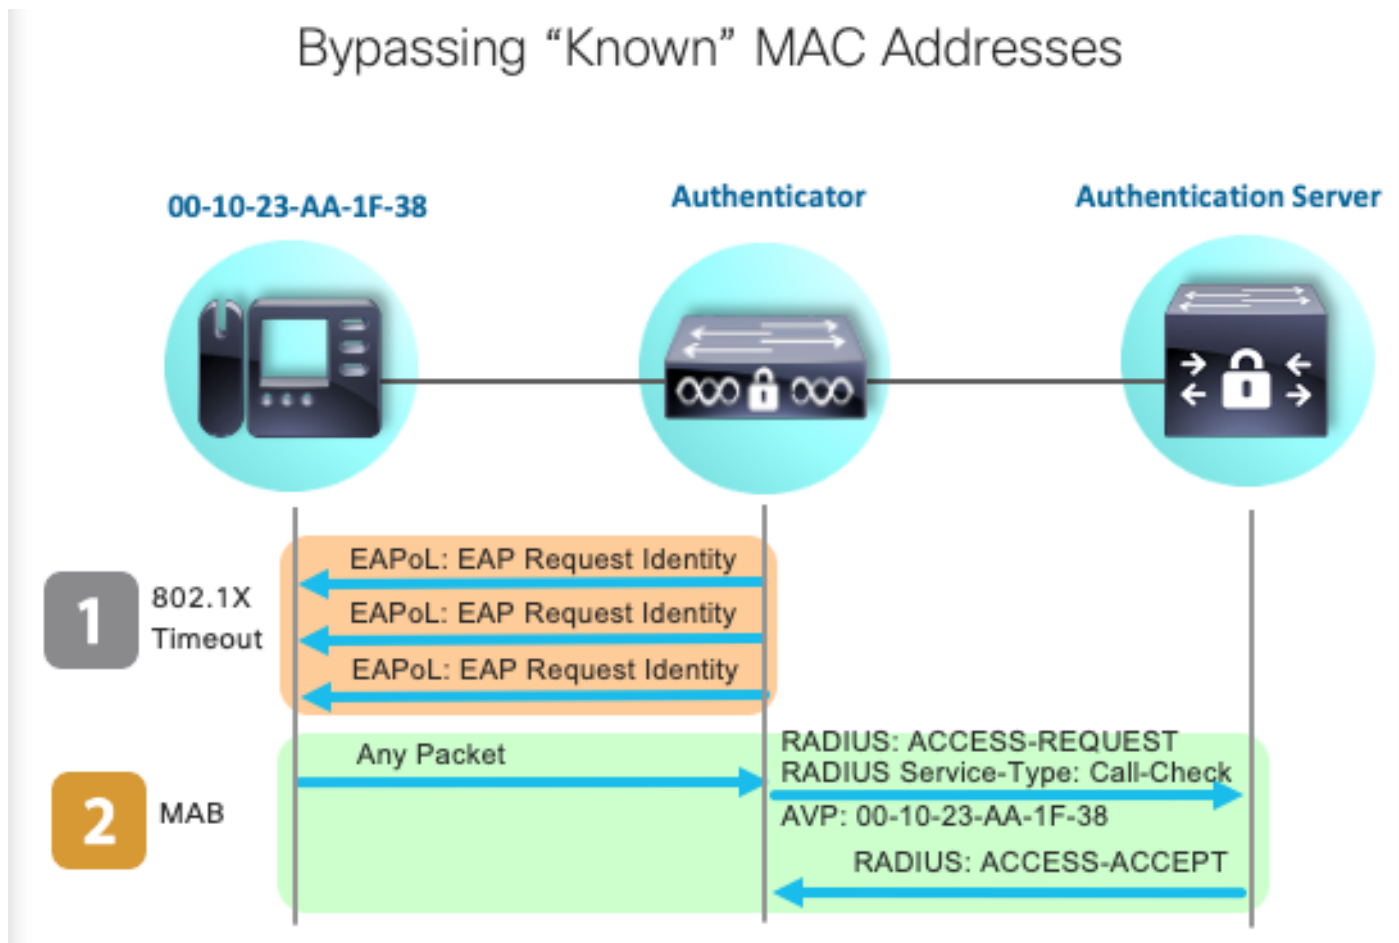 Bypassing “Known” MAC Addresses
00-10-23-AA-1F-38
Authenticator
Authentication Server
1
802.1X
Timeout
EAPoL: EAP Request Identity
EAPoL: EAP Request Identity
EAPoL: EAP Request Identity
2
MAB
Any Packet
RADIUS: ACCESS-REQUEST
RADIUS Service-Type: Call-Check
AVP: 00-10-23-AA-1F-38
RADIUS: ACCESS-ACCEPT